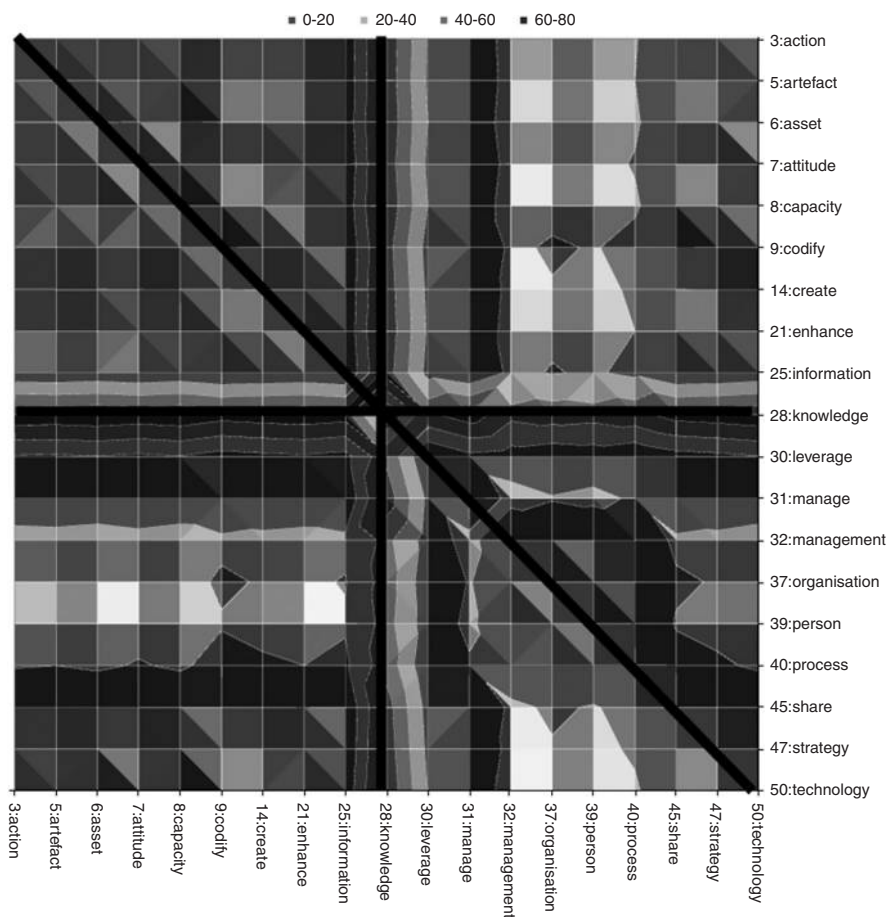 0-20 20-40 40-60 60-80
3:action
5:artefact
6:asset
7:attitude
8:capacity
9:codify
14:create
21:enhance
25:information
28:knowledge
30:leverage
31:manage
32:management
37:organisation
39:person
40:process
45:share
47:strategy
50:technology
3:action
5:artefact
6:asset
7:attitude
8:capacity
9:codify
14:create
21:enhance
25:information
28:knowledge
30:leverage
31:manage
32:management
37:organisation
39:person
40:process
45:share
47:strategy
50:technology